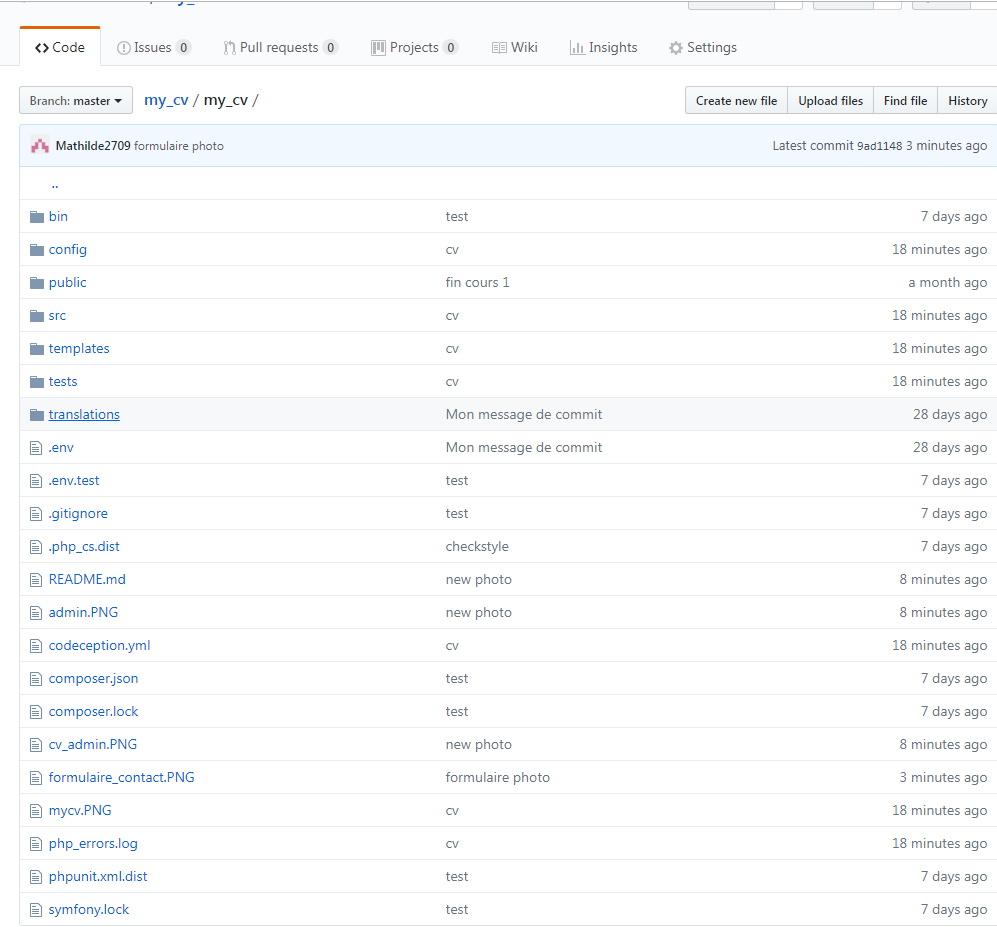 Code Issues 0 Pull requests 0 Projects 0 Wiki Insights Settings
Branch: master my_cv / my_cv / Create new file Upload files Find file History
Mathilde2709 formulaire photo Latest commit 9ad1148 3 minutes ago
..
bin test 7 days ago
config cv 18 minutes ago
public fin cours 1 a month ago
src cv 18 minutes ago
templates cv 18 minutes ago
tests cv 18 minutes ago
translations Mon message de commit 28 days ago
.env Mon message de commit 28 days ago
.env.test test 7 days ago
.gitignore test 7 days ago
.php_cs.dist checkstyle 7 days ago
README.md new photo 8 minutes ago
admin.PNG new photo 8 minutes ago
codeception.yml cv 18 minutes ago
composer.json test 7 days ago
composer.lock test 7 days ago
cv_admin.PNG new photo 8 minutes ago
formulaire_contact.PNG formulaire photo 3 minutes ago
mycv.PNG cv 18 minutes ago
php_errors.log cv 18 minutes ago
phpunit.xml.dist test 7 days ago
symfony.lock test 7 days ago